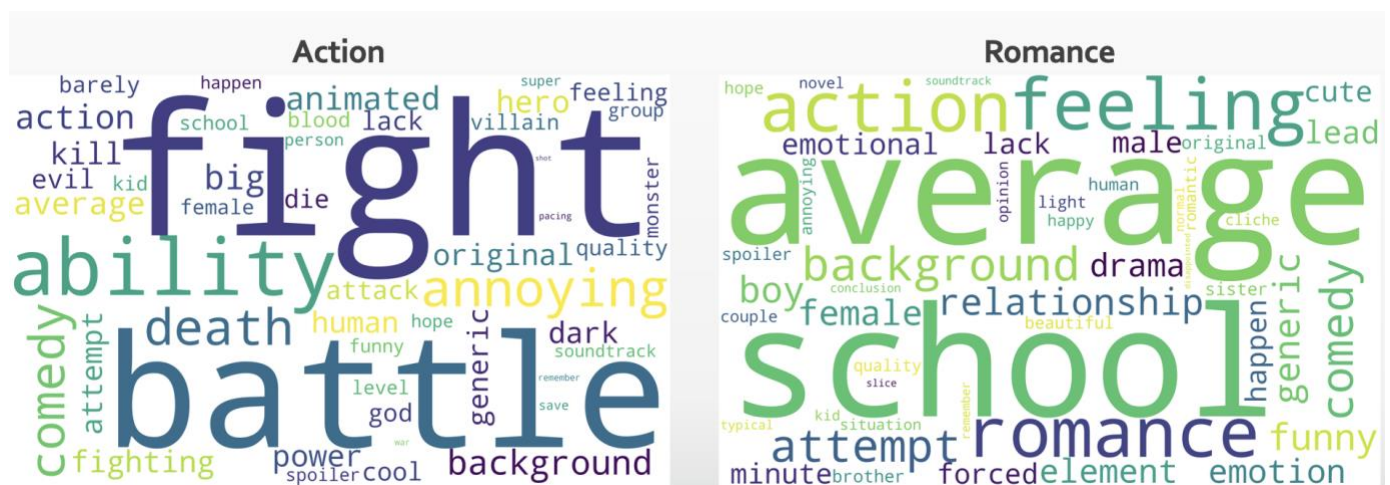 Action
Romance
barely
happen
super
animated
hero
feeling
action
school
blood
lack
villain
group
person
kill
fight
shot
evil
kid
big
die
monster
average
female
pacing
ability
original
quality
attack
annoying
death
human
hope
dark
comedy
attempt
funny
generic
soundtrack
battle
level
remember
god
save
war
fighting
power
background
spoiler
cool
hope
novel
soundtrack
action
feeling
cute
emotional
lack
male
original
lead
average
annoying
opinion
human
light
happy
normal
romantic
cliche
spoiler
background
drama
disappointed
boy
conclusion
relationship
sister
generic
couple
female
beautiful
happen
comedy
school
quality
slice
kid
situation
remember
typical
attempt
romance
funny
minute
brother
forced
element
emotion